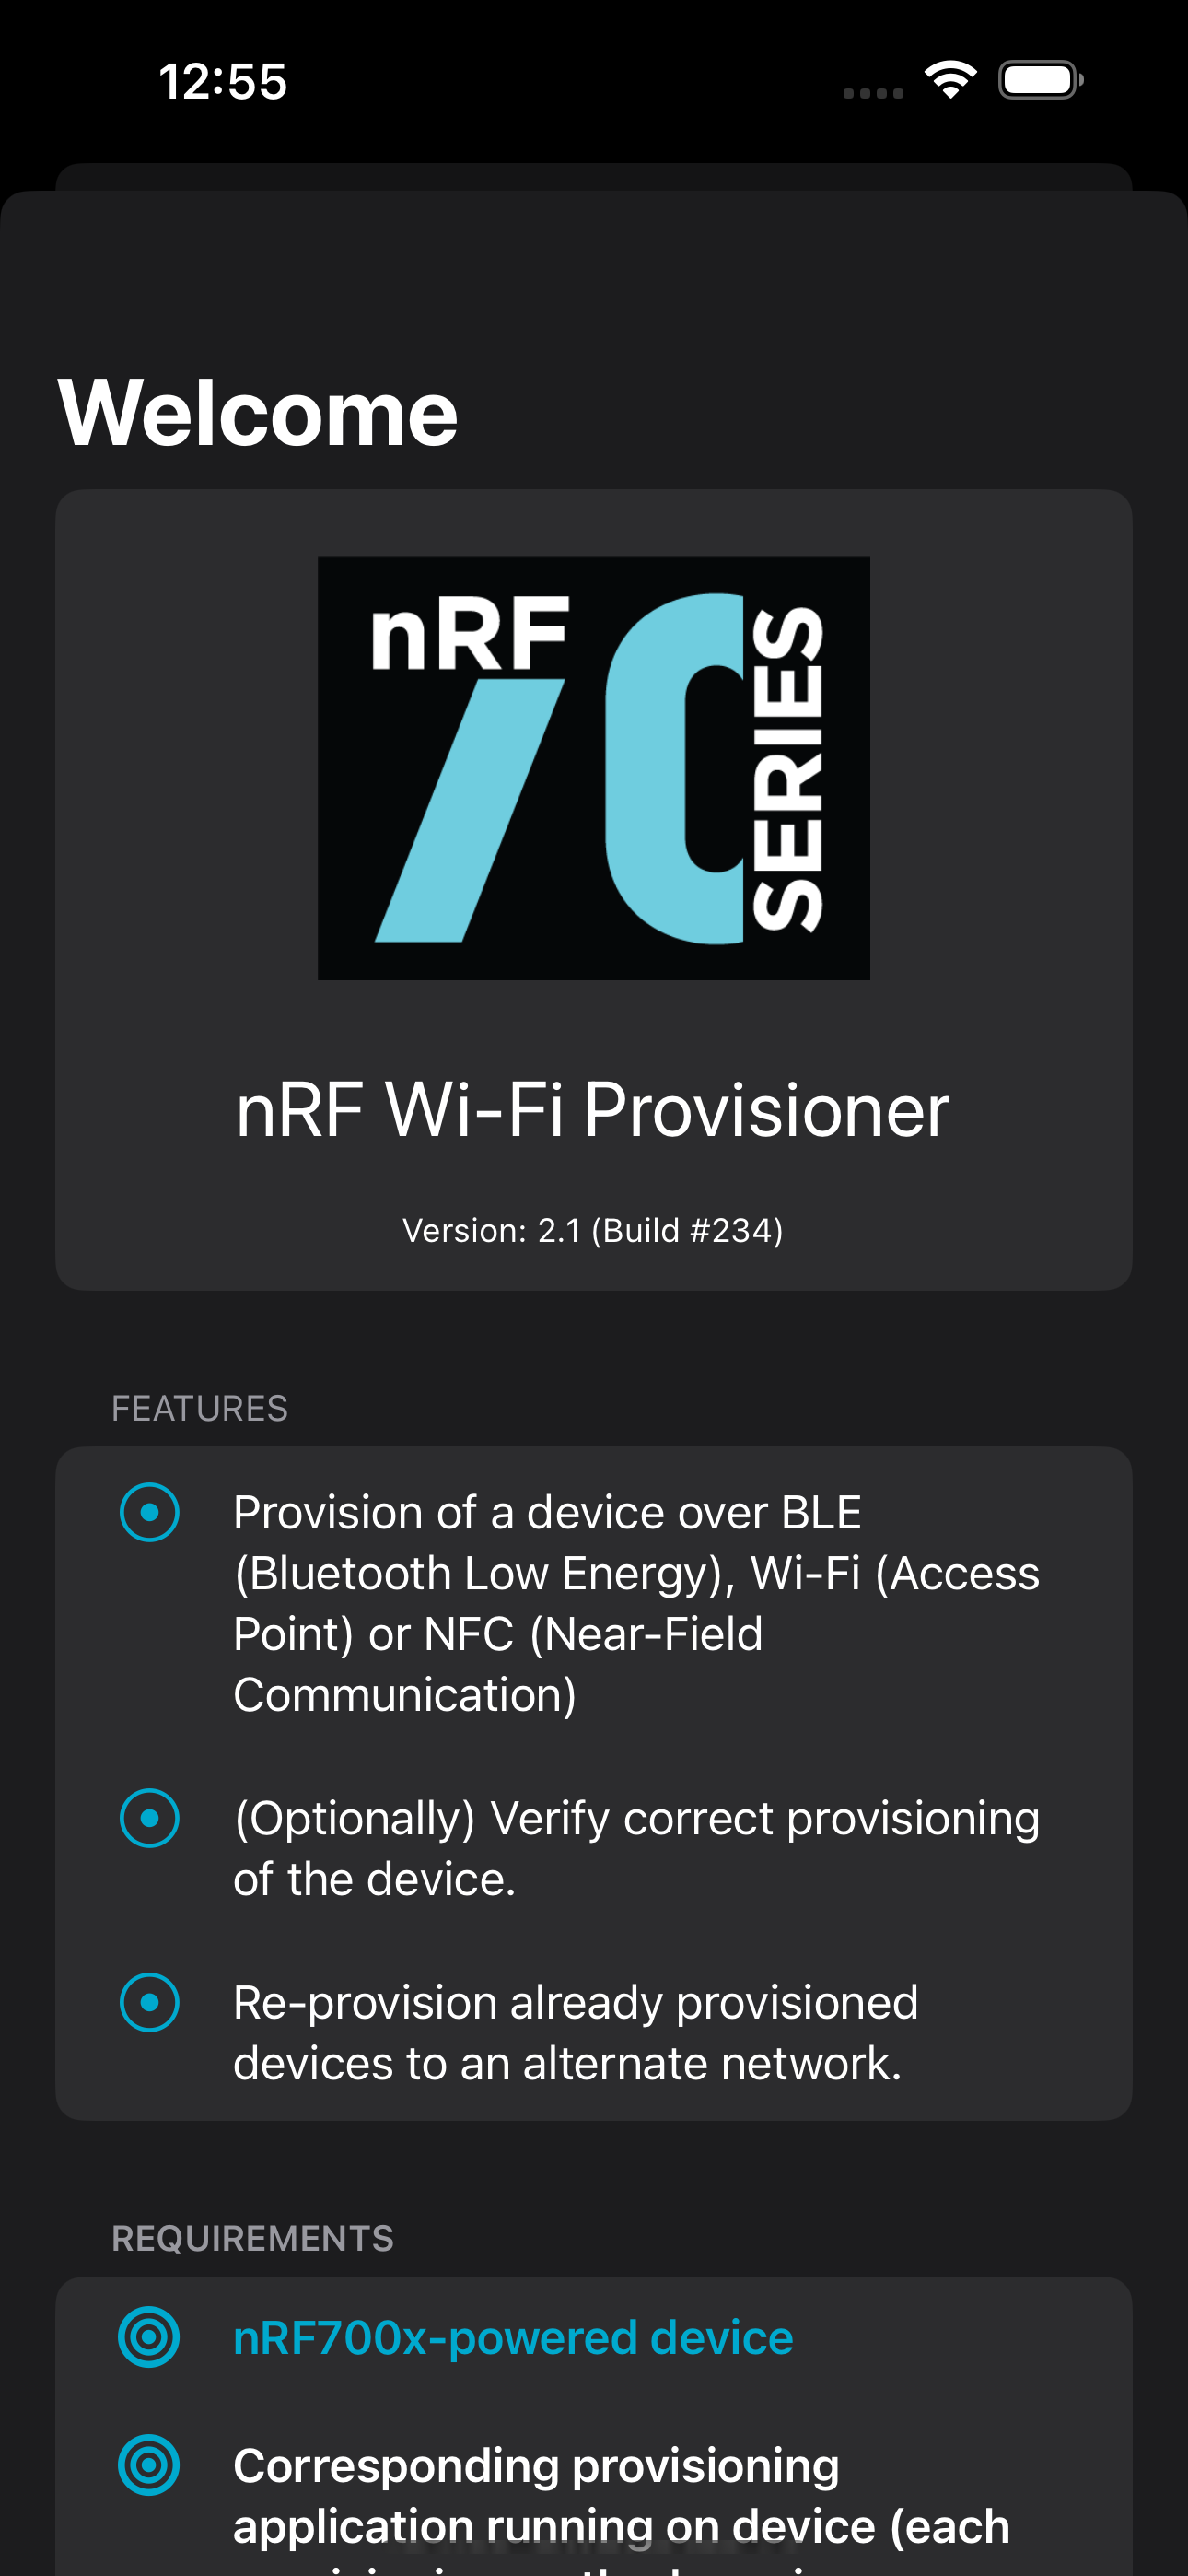 12:55
Welcome
nRF
70
SERIES
nRF Wi-Fi Provisioner
Version: 2.1 (Build #234)
FEATURES
Provision of a device over BLE
(Bluetooth Low Energy), Wi-Fi (Access
Point) or NFC (Near-Field
Communication)
(Optionally) Verify correct provisioning
of the device.
Re-provision already provisioned
devices to an alternate network.
REQUIREMENTS
nRF700x-powered device
Corresponding provisioning
application running on device (each